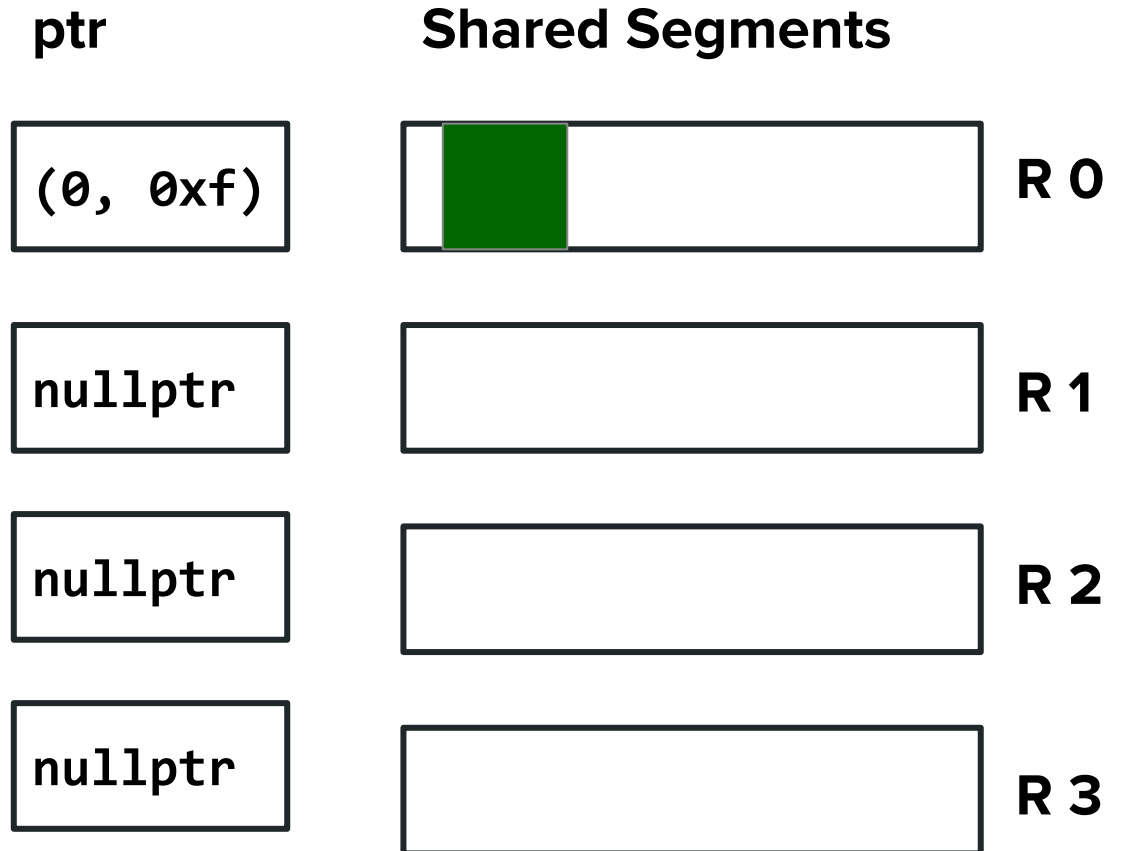 ptr Shared Segments
(0, 0xf) R 0
nullptr R 1
nullptr R 2
nullptr R 3